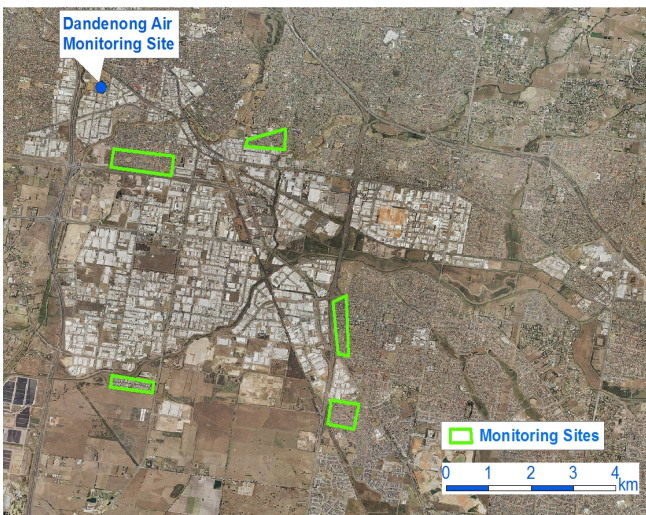 Dandenong Air
Monitoring Site
Monitoring Sites
0 1 2 3 4
km